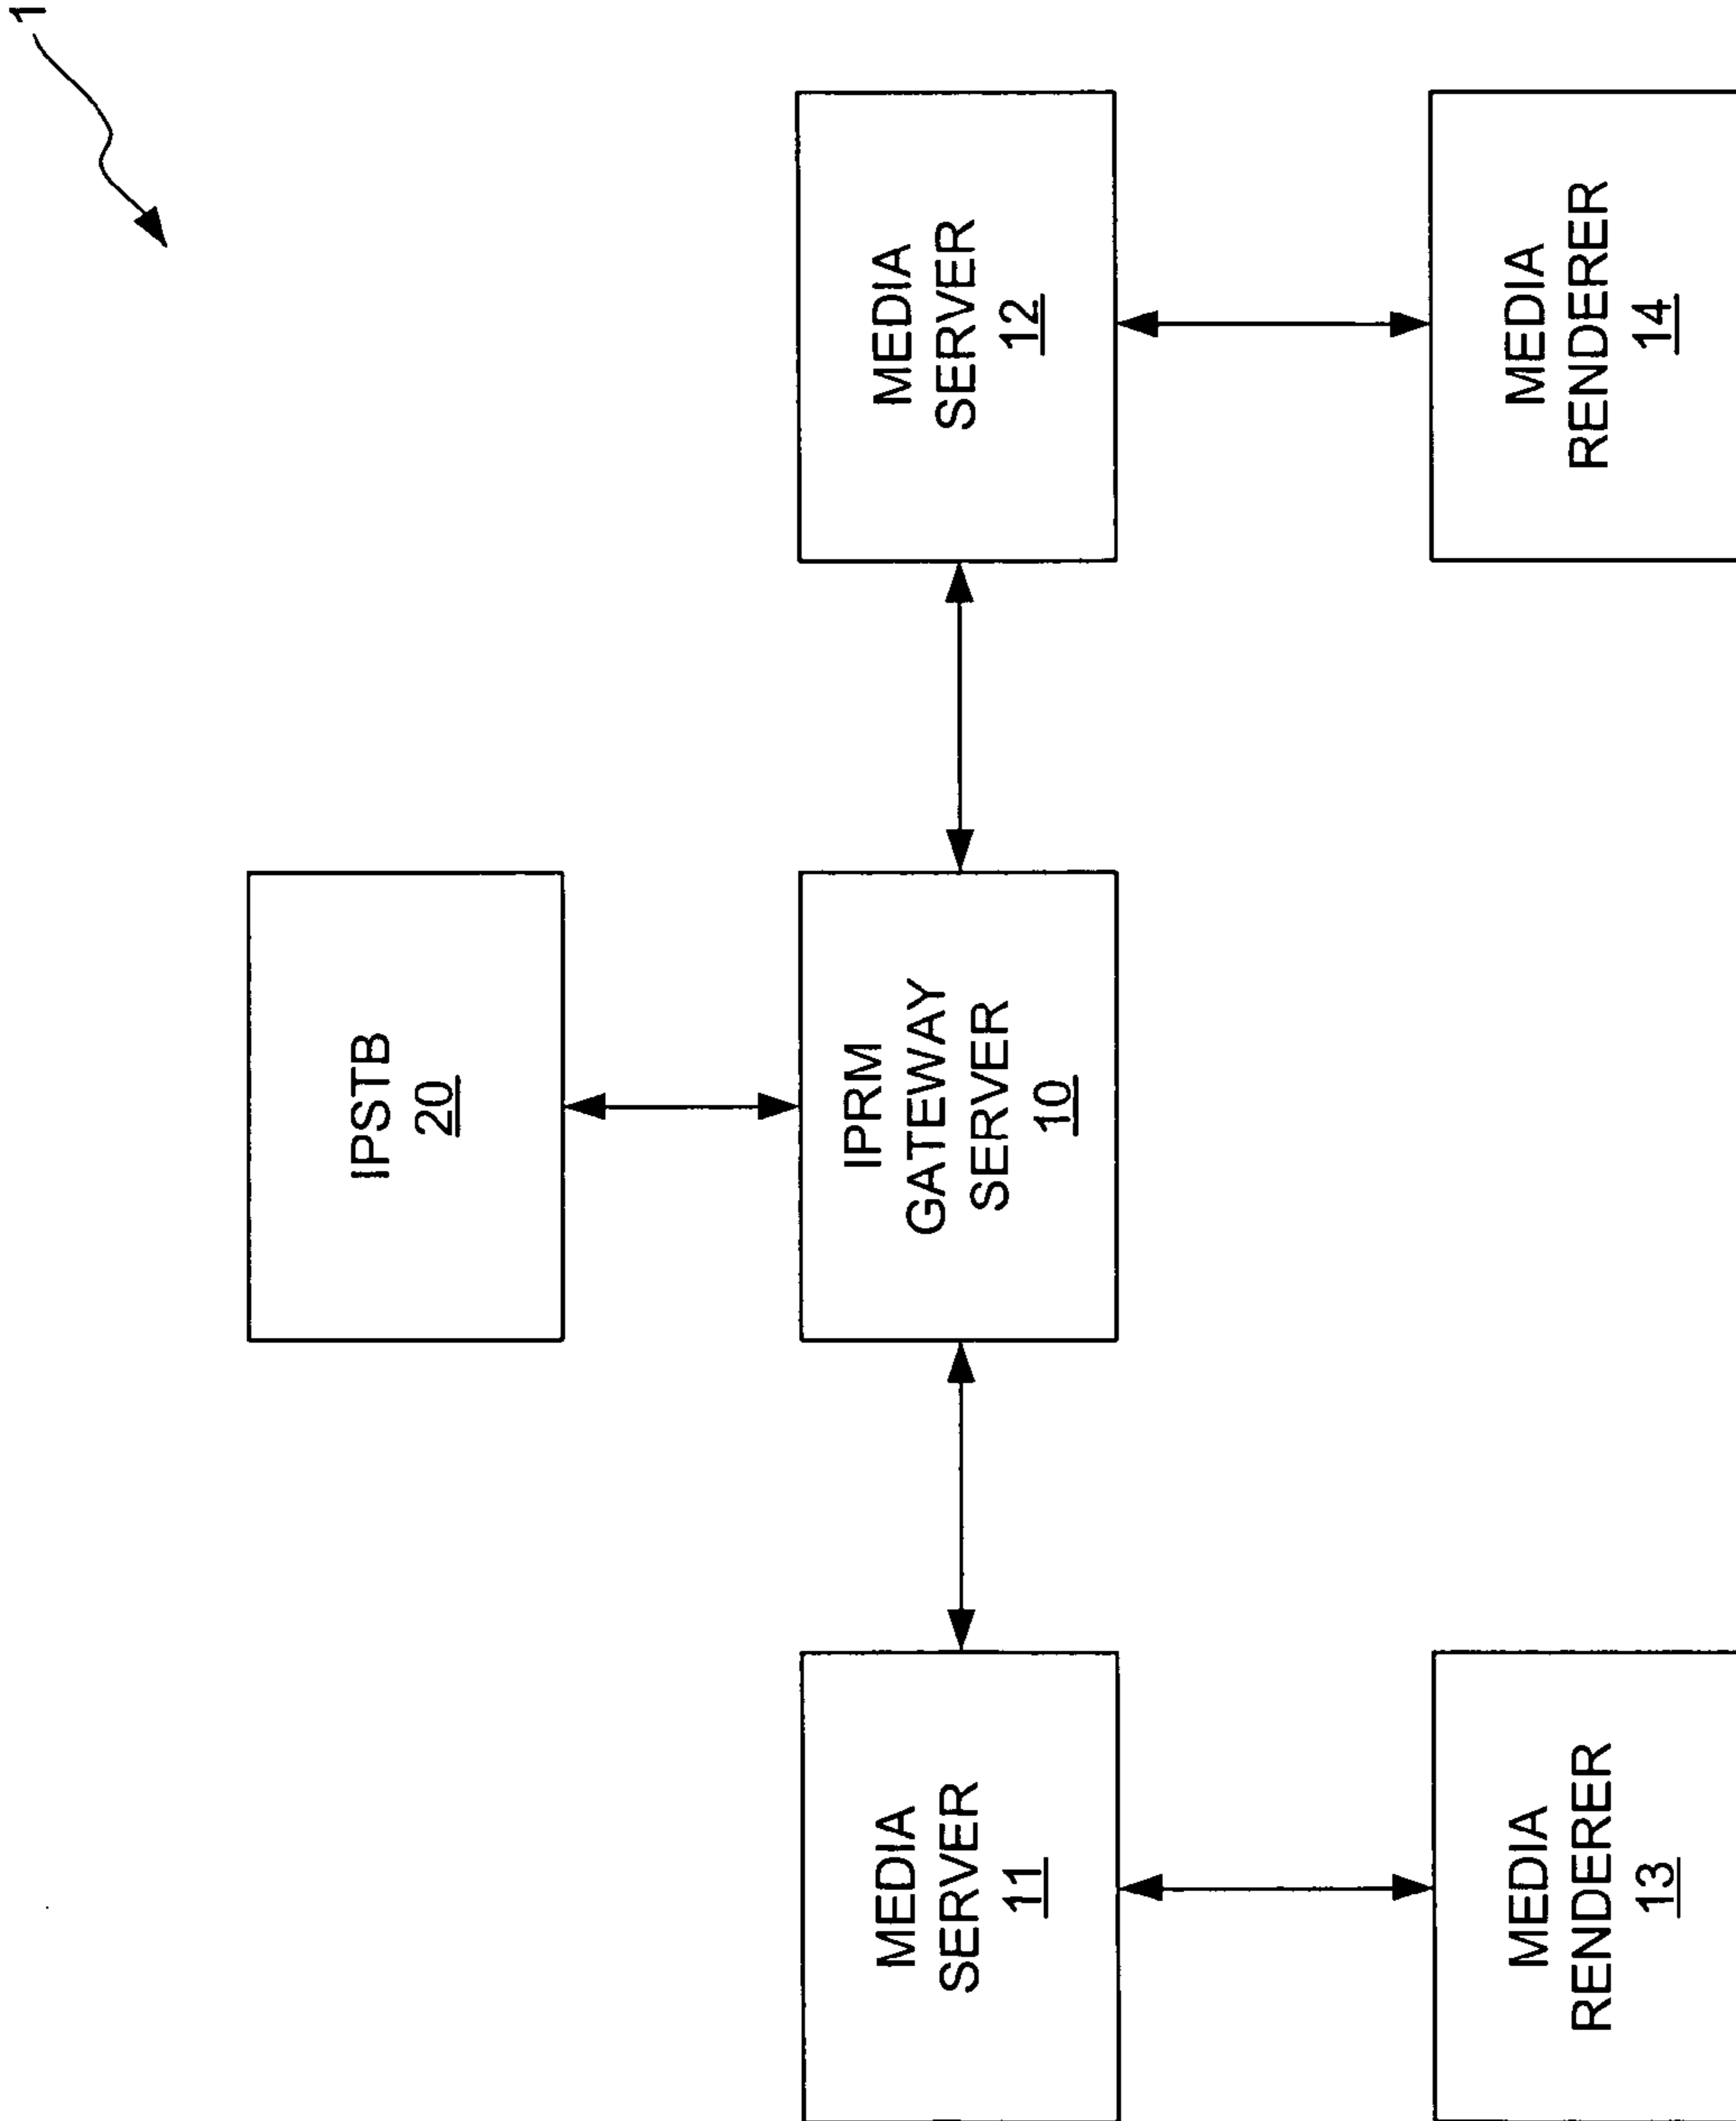 1
IPSTB
20
MEDIA
SERVER
11
IPRM
GATEWAY
SERVER
10
MEDIA
SERVER
12
MEDIA
RENDERER
13
MEDIA
RENDERER
14